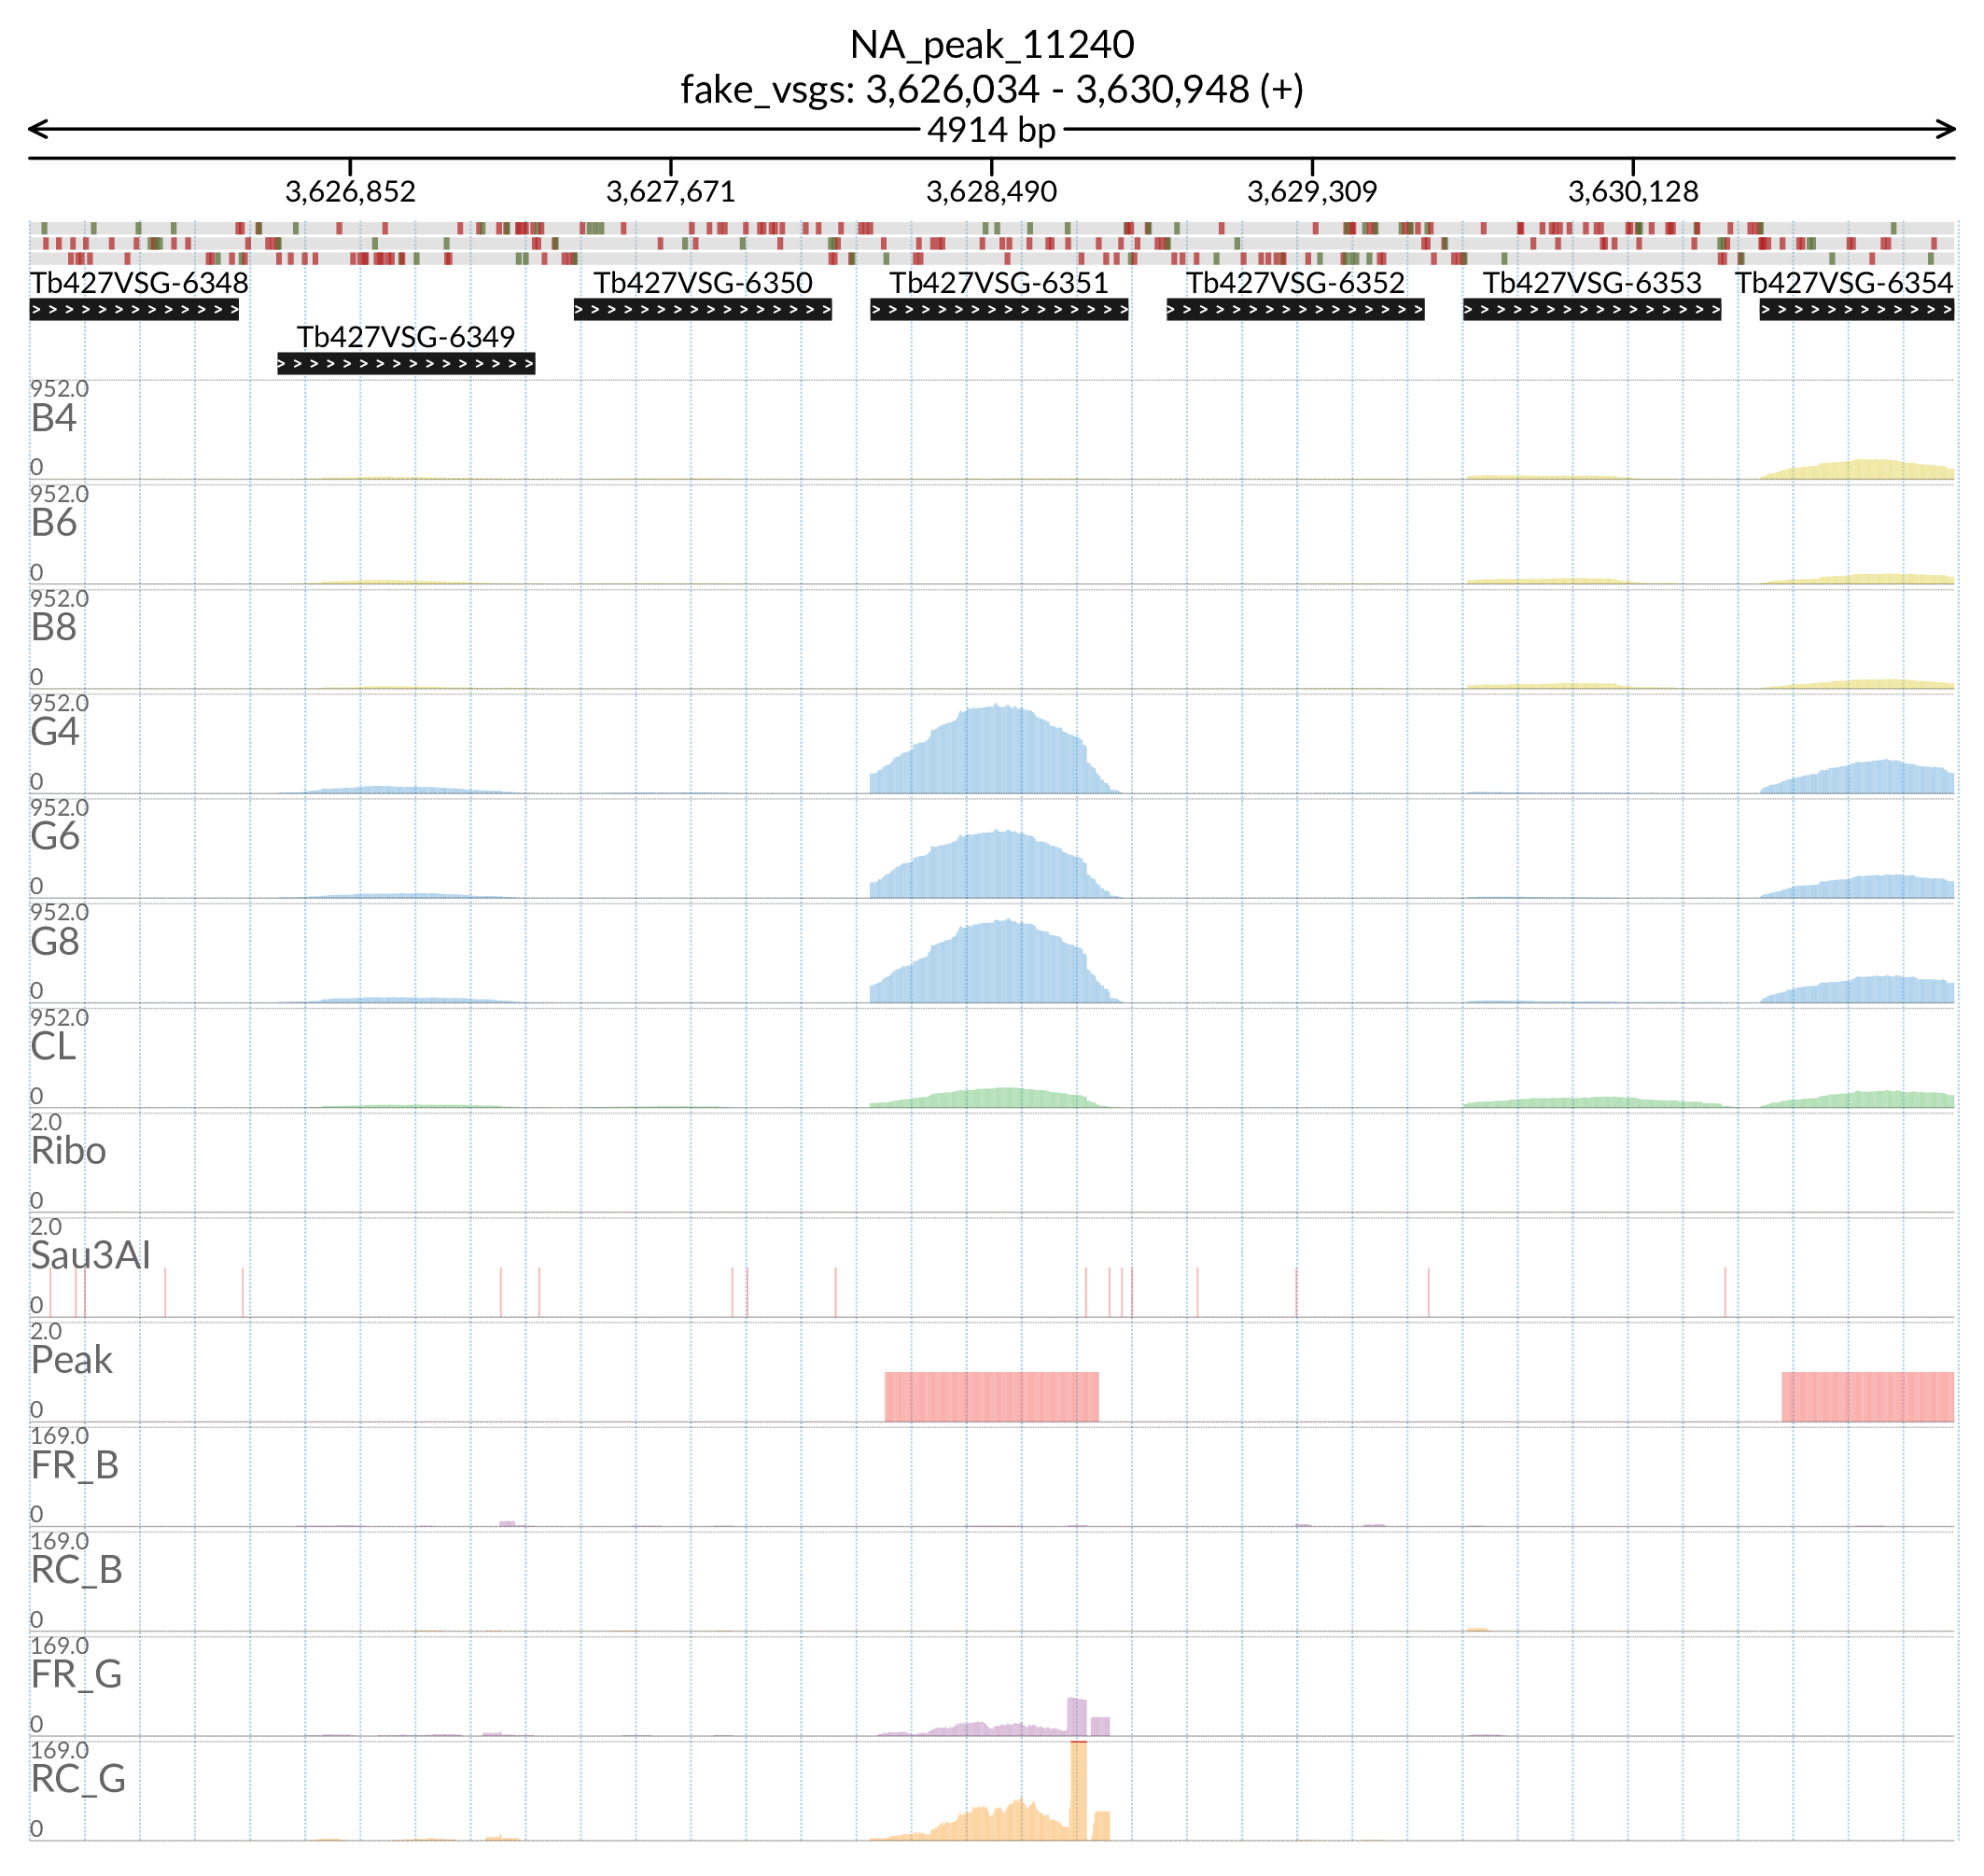 NA_peak_11240
fake_vsgs: 3,626,034 - 3,630,948 (+)
4914 bp
3,626,852 3,627,671 3,628,490 3,629,309 3,630,128
Tb427VSG-6348 Tb427VSG-6350 Tb427VSG-6351 Tb427VSG-6352 Tb427VSG-6353 Tb427VSG-6354
Tb427VSG-6349
952.0
B4
0
952.0
B6
0
952.0
B8
0
952.0
G4
0
952.0
G6
0
952.0
G8
0
952.0
CL
0
2.0
Ribo
0
2.0
Sau3AI
0
2.0
Peak
0
169.0
FR_B
0
169.0
RC_B
0
169.0
FR_G
0
169.0
RC_G
0